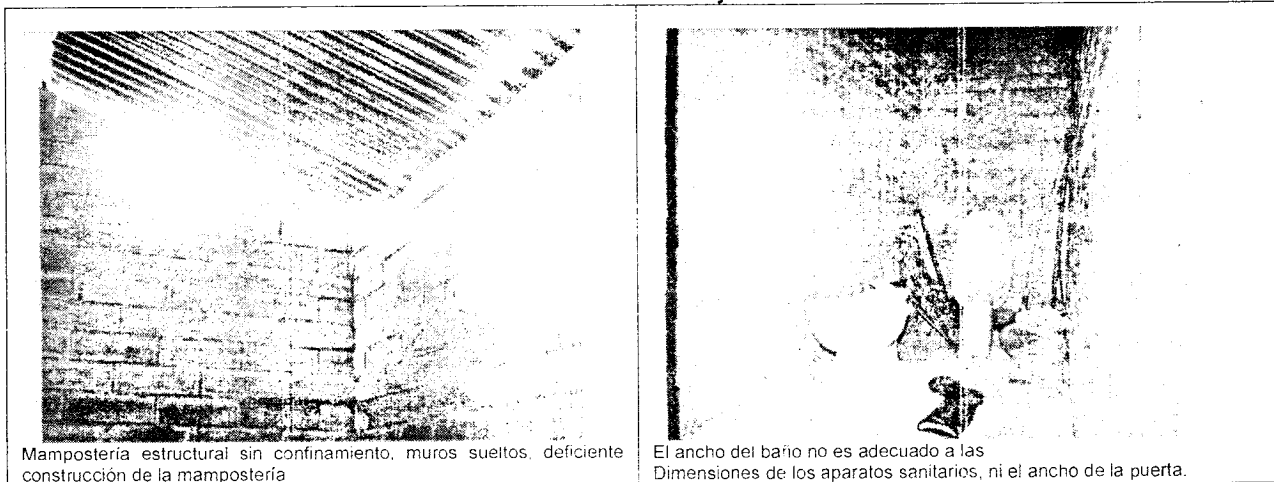 Mampostería estructural sin confinamiento, muros sueltos, deficiente
construcción de la mampostería
El ancho del baño no es adecuado a las
Dimensiones de los aparatos sanitarios, ni el ancho de la puerta.